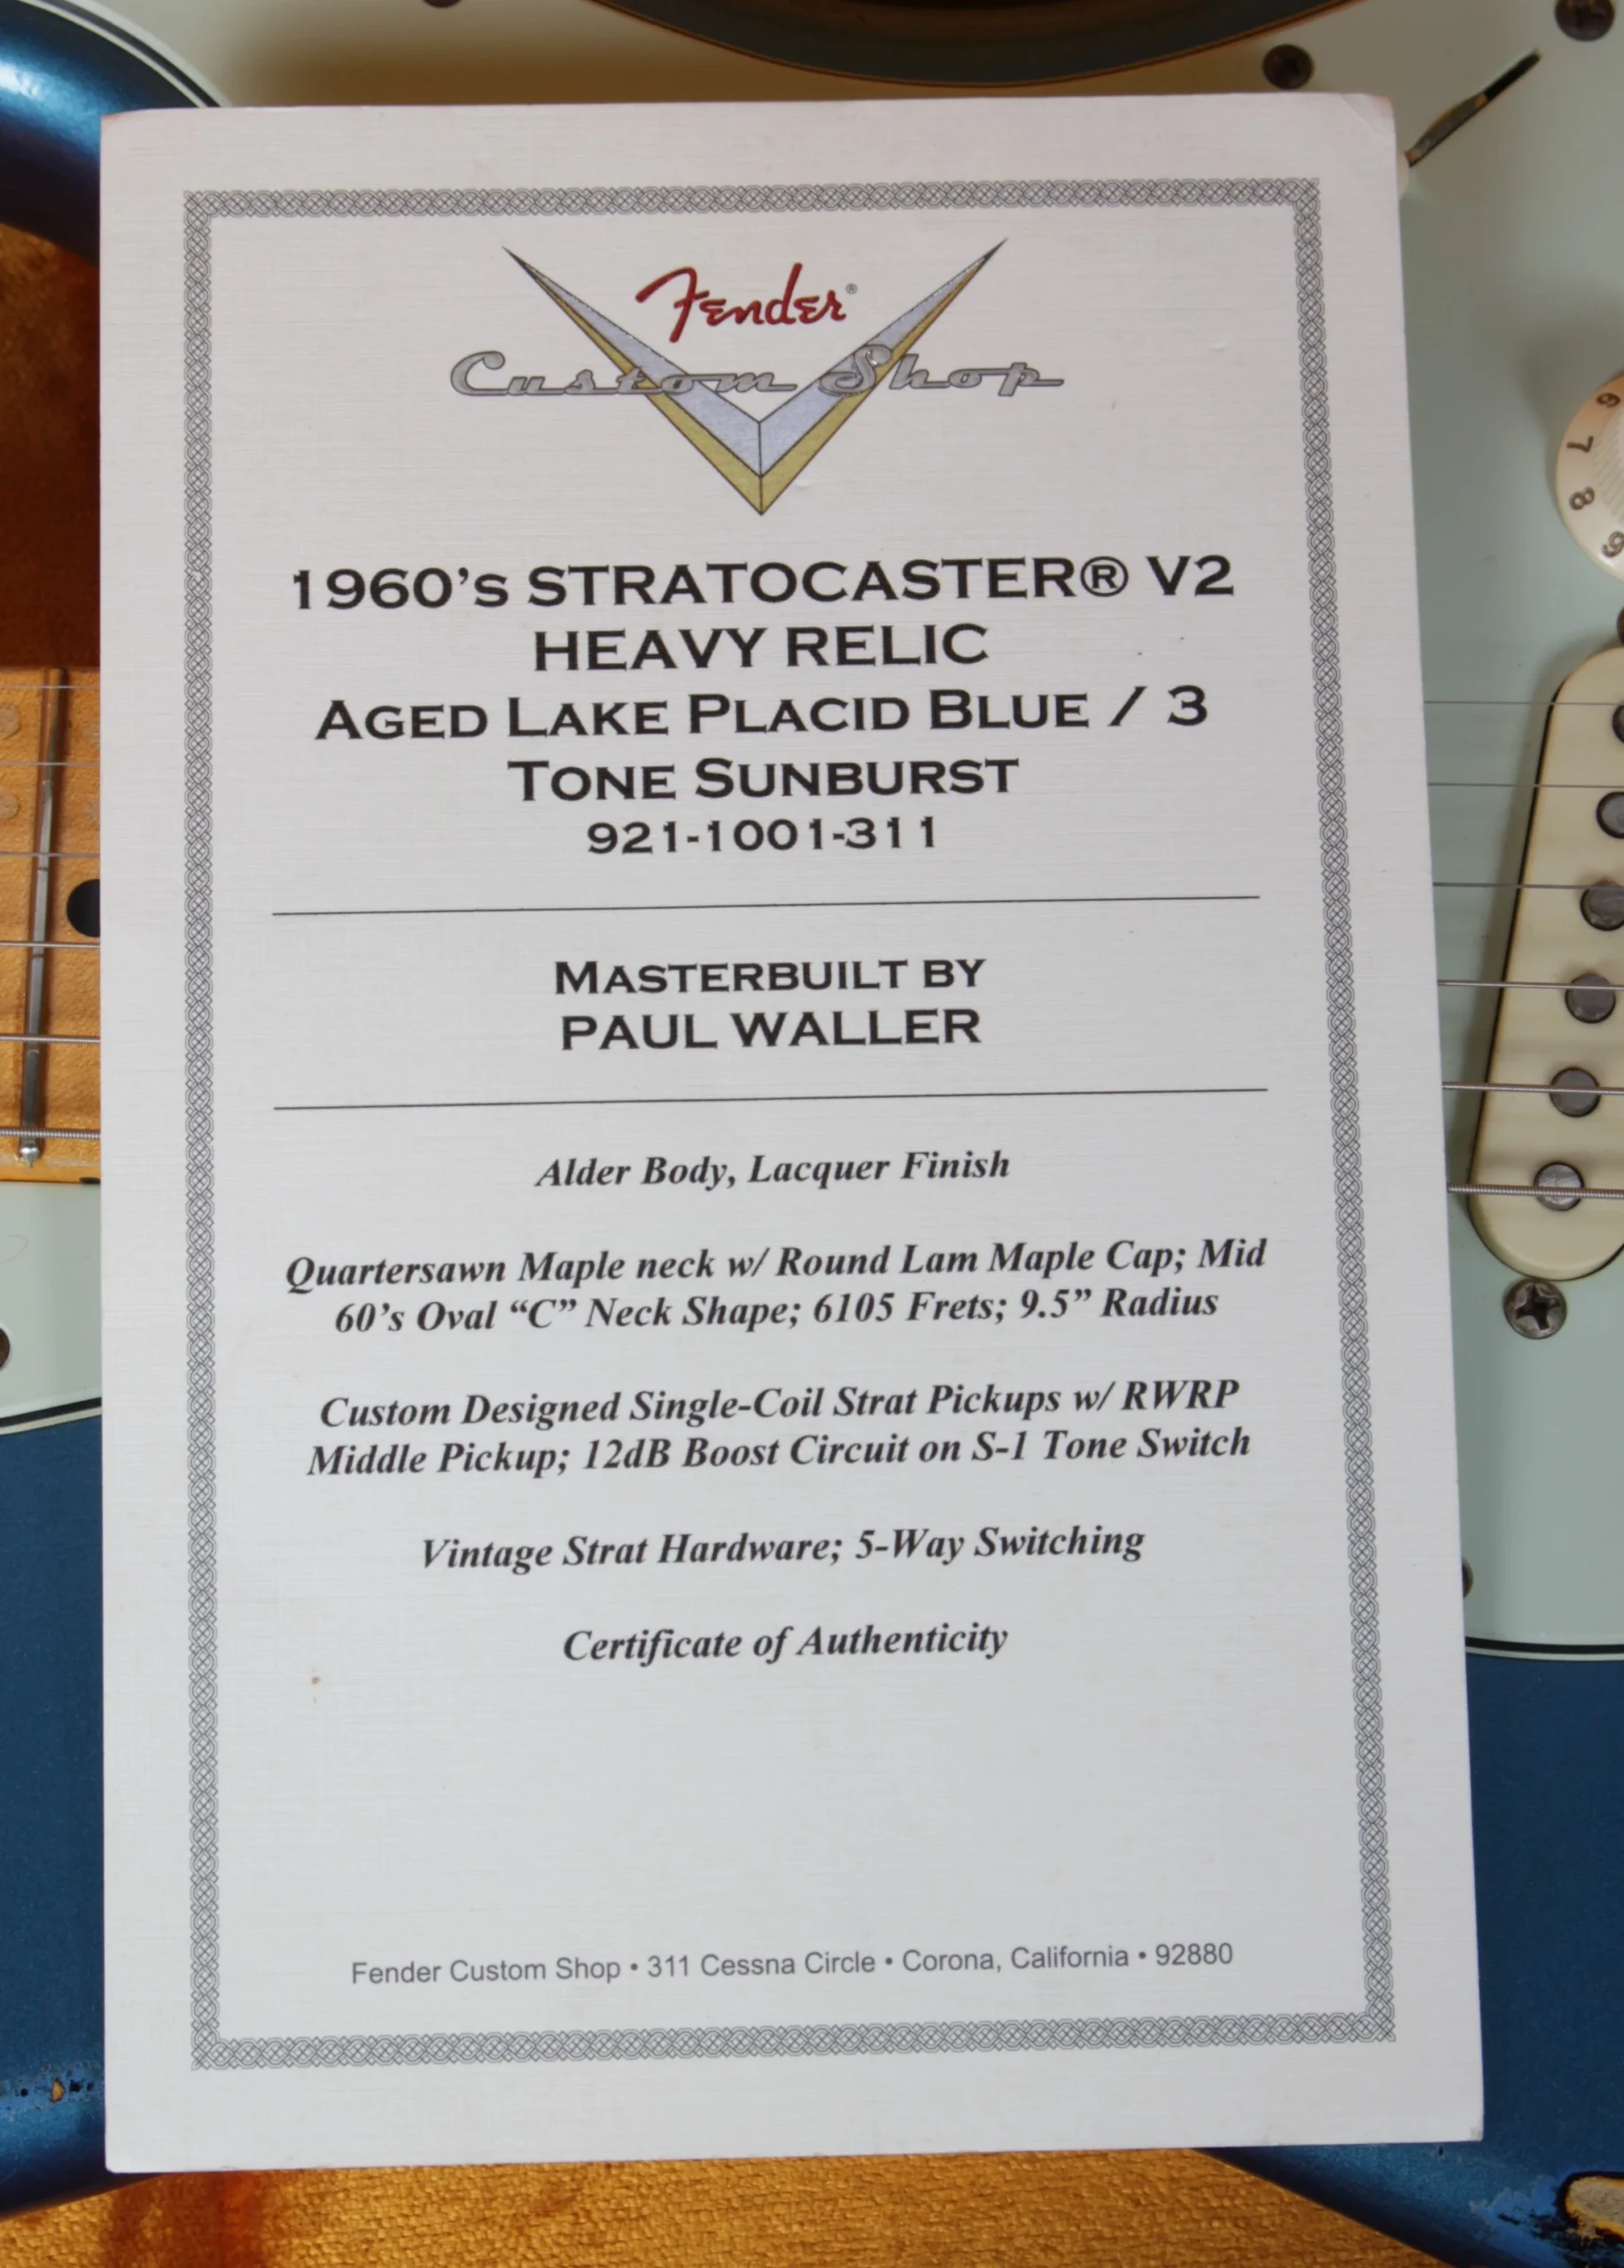 Fender®
Custom Shop
1960's STRATOCASTER® V2
HEAVY RELIC
AGED LAKE PLACID BLUE / 3
TONE SUNBURST
921-1001-311
MASTERBUILT BY
PAUL WALLER
Alder Body, Lacquer Finish
Quartersawn Maple neck w/ Round Lam Maple Cap; Mid
60's Oval “C” Neck Shape; 6105 Frets; 9.5” Radius
Custom Designed Single-Coil Strat Pickups w/ RWRP
Middle Pickup; 12dB Boost Circuit on S-1 Tone Switch
Vintage Strat Hardware; 5-Way Switching
Certificate of Authenticity
Fender Custom Shop • 311 Cessna Circle • Corona, California • 92880
6
7
8
9